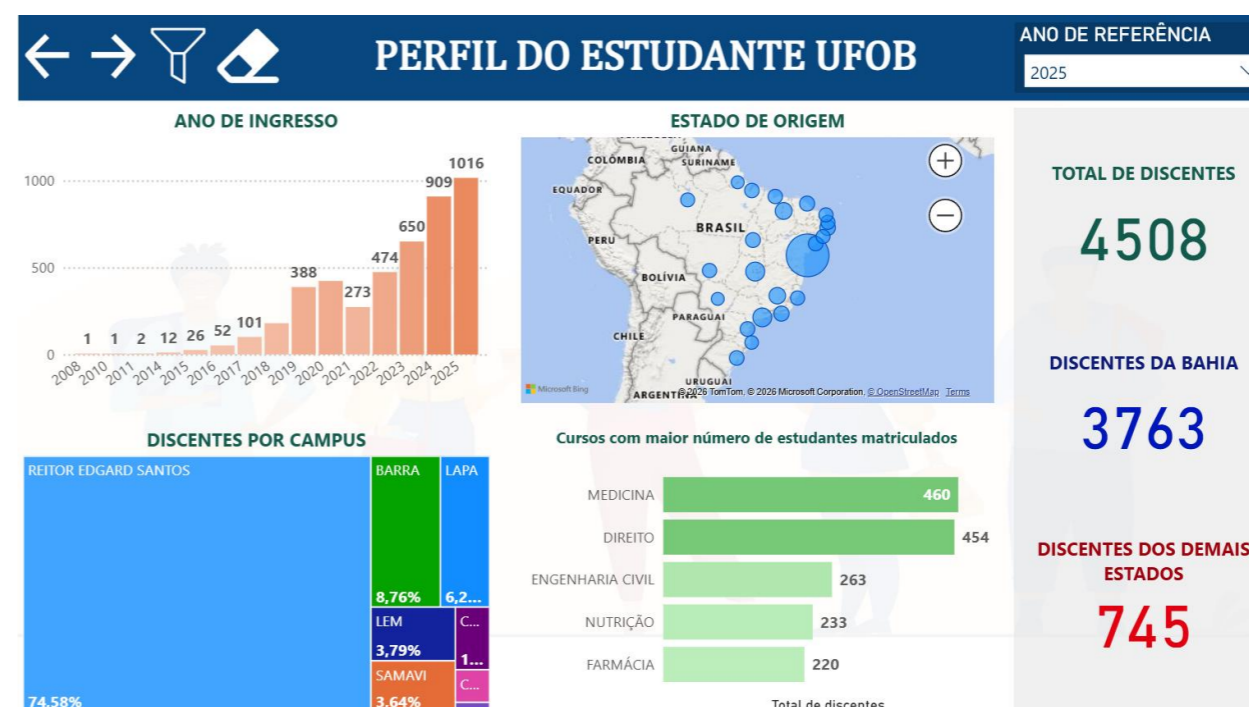 PERFIL DO ESTUDANTE UFOB
ANO DE REFERÊNCIA
2025
ANO DE INGRESSO
1000
500
0
1
1
2
12
26
52
101
388
273
474
650
909
1016
2008
2010
2011
2014
2015
2016
2017
2018
2019
2020
2021
2022
2023
2024
2025
ESTADO DE ORIGEM
GUIANA
COLÔMBIA
SURINAME
EQUADOR
BRASIL
PERU
BOLÍVIA
PARAGUAI
CHILE
URUGUAI
Microsoft Bing
© 2026 TomTom, © 2026 Microsoft Corporation, © OpenStreetMap Terms
TOTAL DE DISCENTES
4508
DISCENTES DA BAHIA
3763
DISCENTES DOS DEMAIS
ESTADOS
745
DISCENTES POR CAMPUS
REITOR EDGARD SANTOS
74,58%
BARRA
8,76%
LAPA
6,2...
LEM
3,79%
C...
1...
SAMAVI
3,64%
C...
Cursos com maior número de estudantes matriculados
MEDICINA
460
DIREITO
454
ENGENHARIA CIVIL
263
NUTRIÇÃO
233
FARMÁCIA
220
Total de discentes